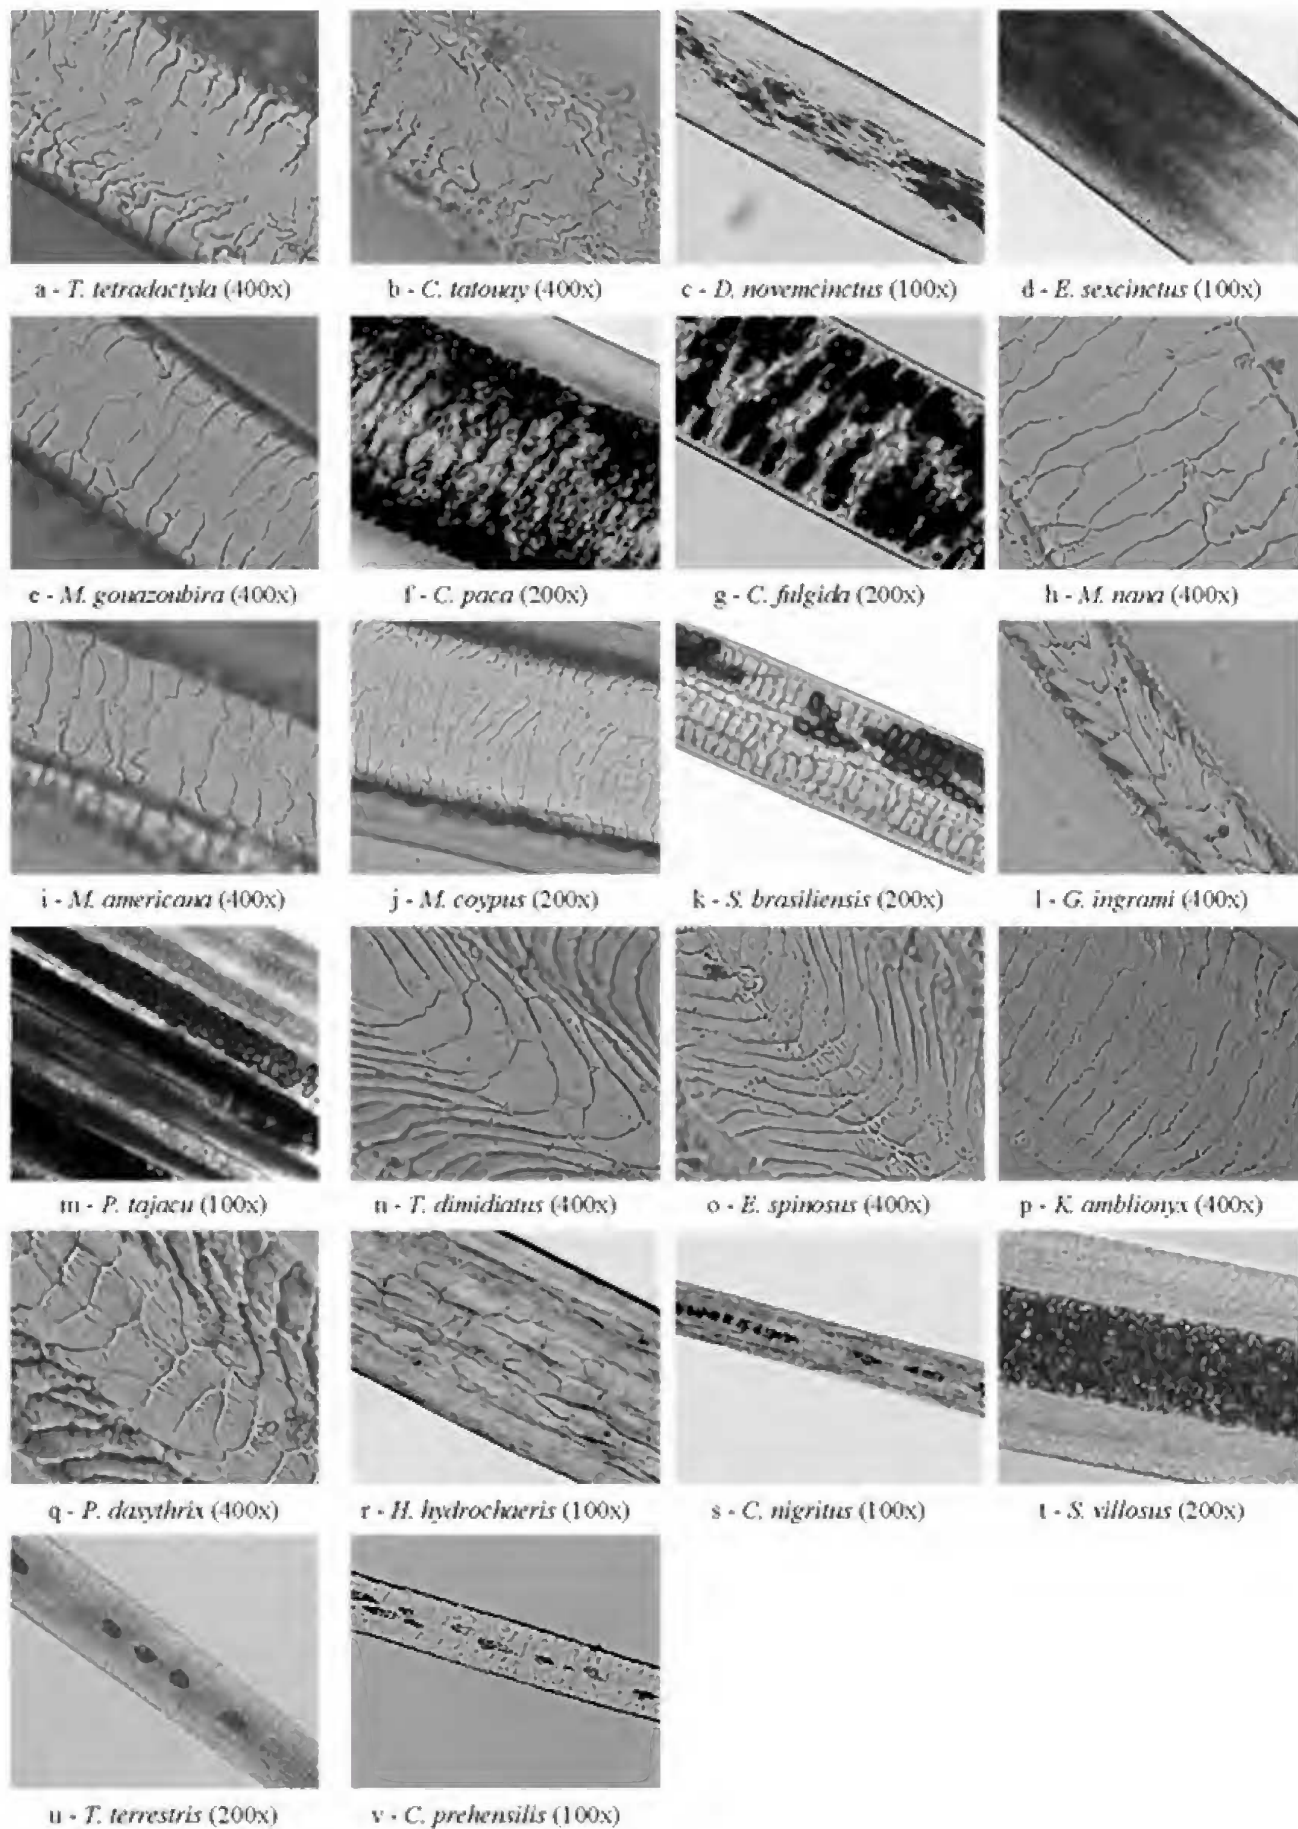 a - T. tetradactyla (400x)
b - C. tatouay (400x)
c - D. novemcinctus (100x)
d - E. sexcinctus (100x)
e - M. gouazoubira (400x)
f - C. paca (200x)
g - C. fulgida (200x)
h - M. nana (400x)
i - M. americana (400x)
j - M. coypus (200x)
k - S. brasiliensis (200x)
l - G. ingrami (400x)
m - P. tajacu (100x)
n - T. dimidiatus (400x)
o - E. spinosus (400x)
p - K. amblionyx (400x)
q - P. dasythrix (400x)
r - H. hydrochaeris (100x)
s - C. nigritus (100x)
t - S. villosus (200x)
u - T. terrestris (200x)
v - C. prehensilis (100x)